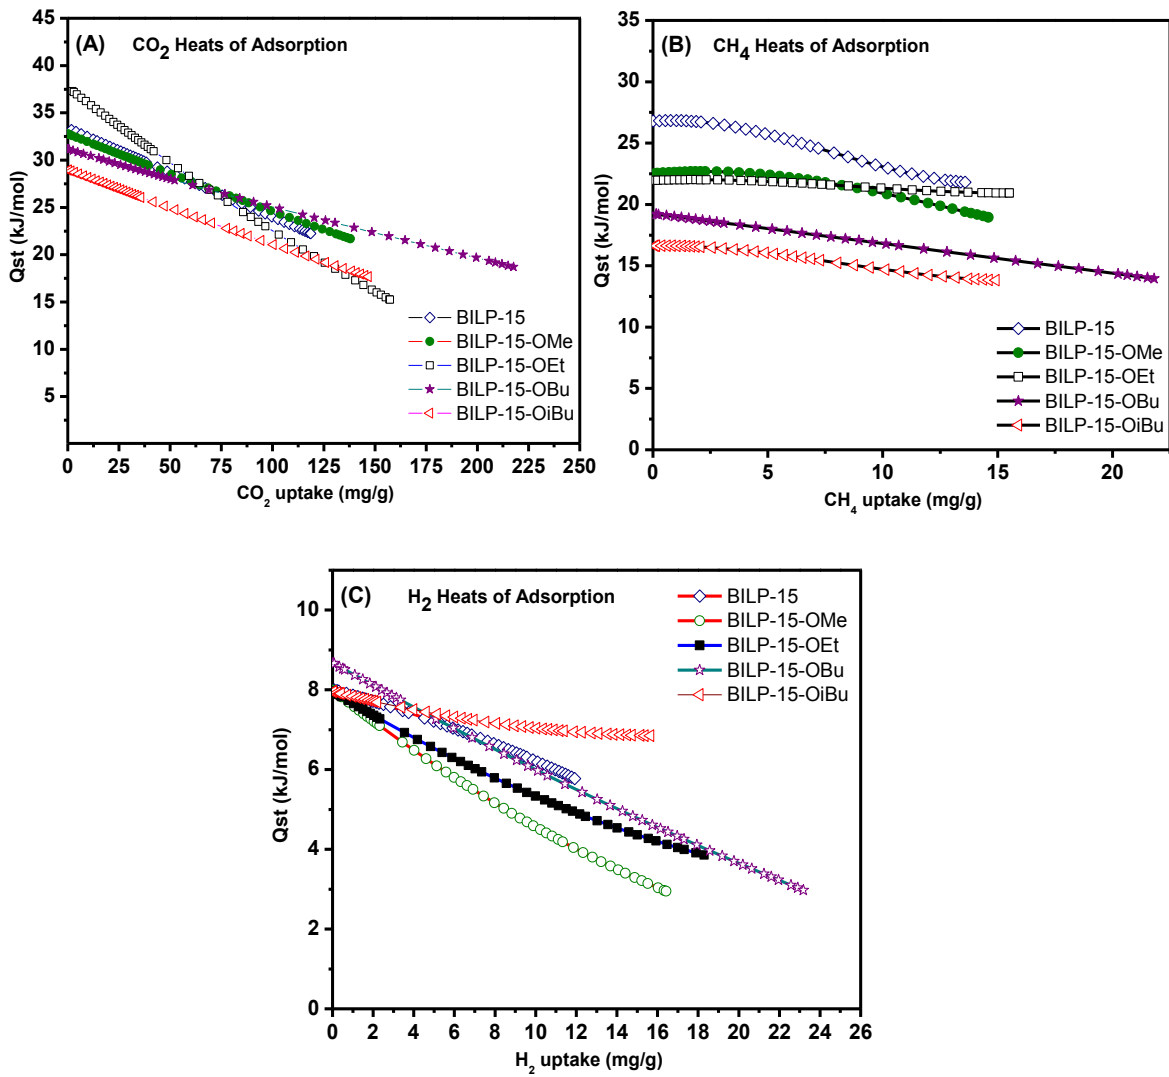 (A) CO2 Heats of Adsorption
45
40
35
30
25
20
15
10
5
Qst (kJ/mol)
BILP-15
BILP-15-OMe
BILP-15-OEt
BILP-15-OBu
BILP-15-OiBu
0 25 50 75 100 125 150 175 200 225 250
CO2 uptake (mg/g)
(B) CH4 Heats of Adsorption
35
30
25
20
15
10
5
0
Qst (kJ/mol)
BILP-15
BILP-15-OMe
BILP-15-OEt
BILP-15-OBu
BILP-15-OiBu
0 5 10 15 20
CH4 uptake (mg/g)
(C) H2 Heats of Adsorption
10
8
6
4
2
0
Qst (kJ/mol)
BILP-15
BILP-15-OMe
BILP-15-OEt
BILP-15-OBu
BILP-15-OiBu
0 2 4 6 8 10 12 14 16 18 20 22 24 26
H2 uptake (mg/g)